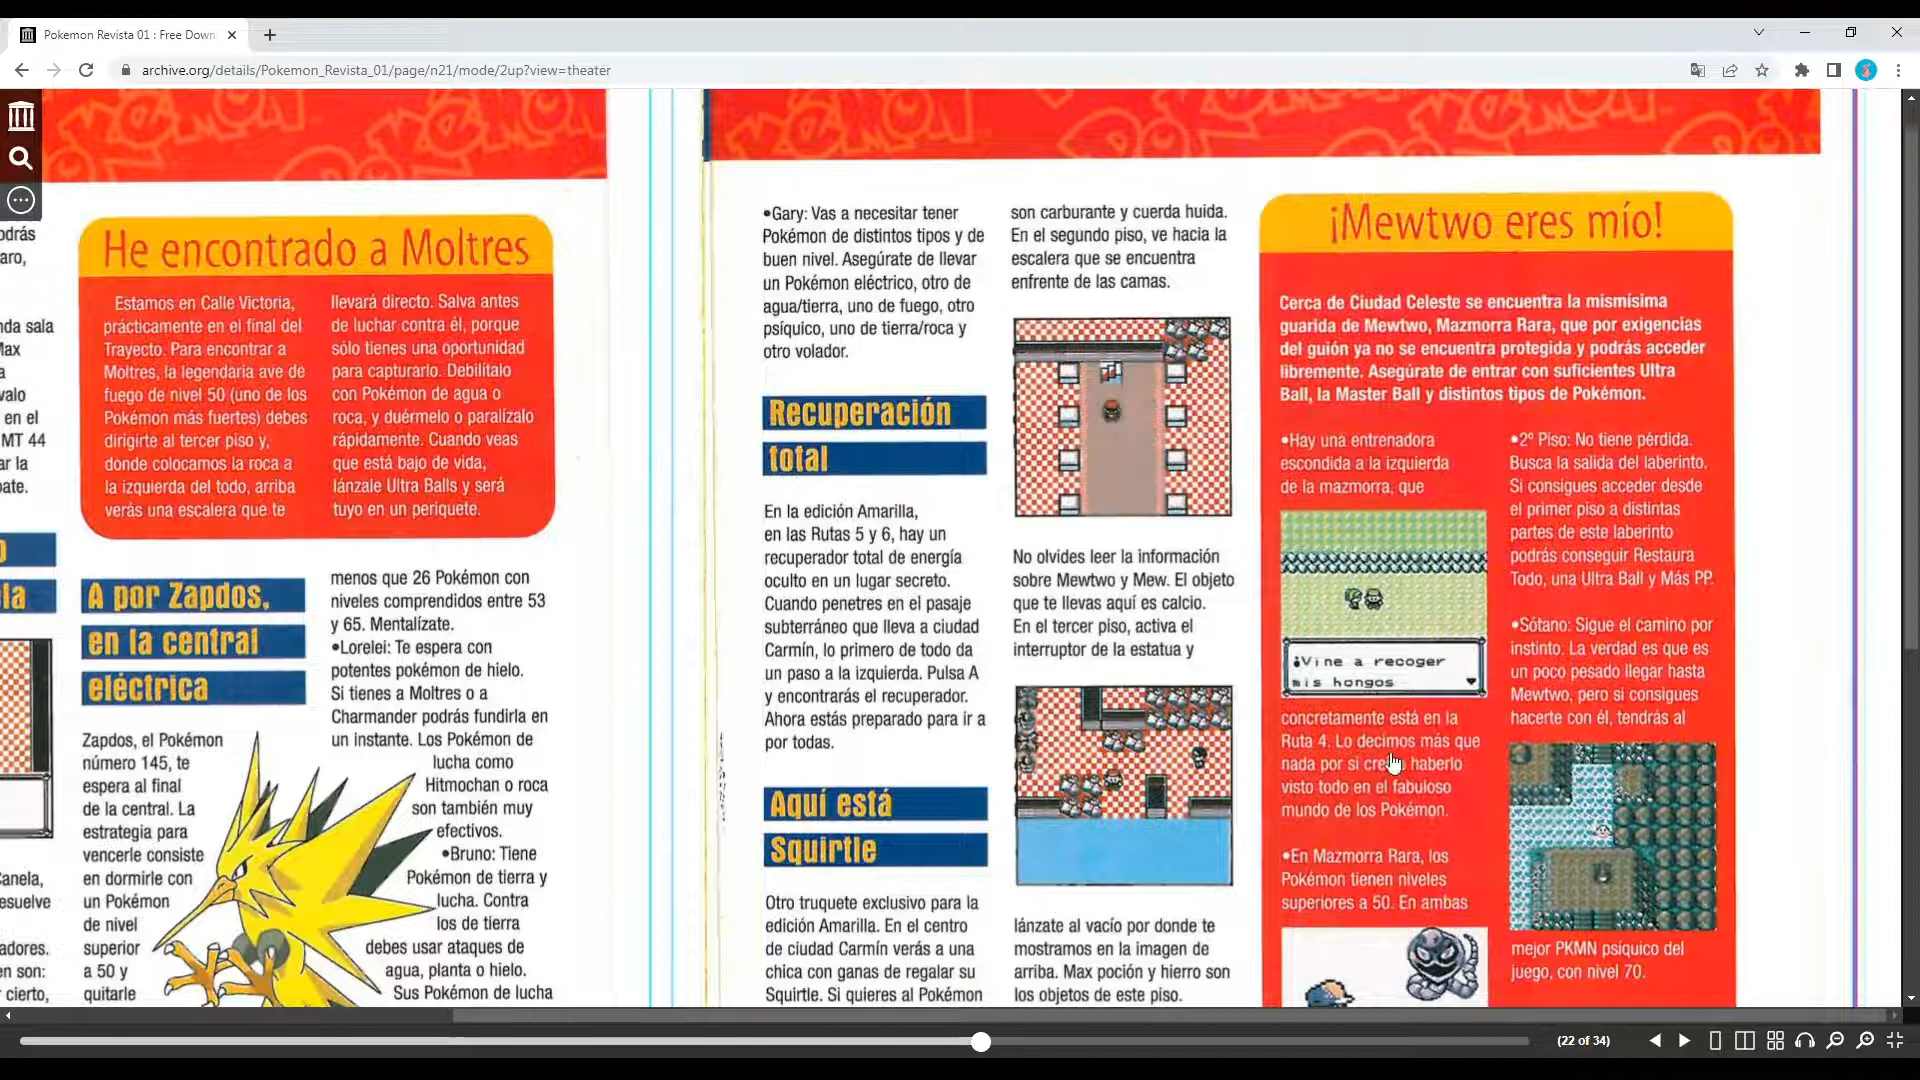 Pokemon Revista 01 : Free Down
archive.org/details/Pokemon_Revista_01/page/n21/mode/2up?view=theater
He encontrado a Moltres
Estamos en Calle Victoria,
prácticamente en el final del
Trayecto. Para encontrar a
Moltres, la legendaria ave de
fuego de nivel 50 (uno de los
Pokémon más fuertes) debes
dirigirte al tercer piso y,
donde colocamos la roca a
la izquierda del todo, arriba
verás una escalera que te
llevará directo. Salva antes
de luchar contra él, porque
sólo tienes una oportunidad
para capturarlo. Debilítalo
con Pokémon de agua o
roca, y duérmelo o paralízalo
rápidamente. Cuando veas
que está bajo de vida,
lánzale Ultra Balls y será
tuyo en un periquete.
A por Zapdos,
en la central
eléctrica
Zapdos, el Pokémon
número 145, te
espera al final
de la central. La
estrategia para
vencerle consiste
en dormirle con
un Pokémon
de nivel
superior
a 50 y
quitarle
menos que 26 Pokémon con
niveles comprendidos entre 53
y 65. Mentalízate.
•Lorelei: Te espera con
potentes pokémon de hielo.
Si tienes a Moltres o a
Charmander podrás fundirla en
un instante. Los Pokémon de
lucha como
Hitmochan o roca
son también muy
efectivos.
•Bruno: Tiene
Pokémon de tierra y
lucha. Contra
los de tierra
debes usar ataques de
agua, planta o hielo.
Sus Pokémon de lucha
•Gary: Vas a necesitar tener
Pokémon de distintos tipos y de
buen nivel. Asegúrate de llevar
un Pokémon eléctrico, otro de
agua/tierra, uno de fuego, otro
psíquico, uno de tierra/roca y
otro volador.
Recuperación
total
En la edición Amarilla,
en las Rutas 5 y 6, hay un
recuperador total de energía
oculto en un lugar secreto.
Cuando penetres en el pasaje
subterráneo que lleva a ciudad
Carmín, lo primero de todo da
un paso a la izquierda. Pulsa A
y encontrarás el recuperador.
Ahora estás preparado para ir a
por todas.
Aquí está
Squirtle
Otro truquete exclusivo para la
edición Amarilla. En el centro
de ciudad Carmín verás a una
chica con ganas de regalar su
Squirtle. Si quieres al Pokémon
son carburante y cuerda huida.
En el segundo piso, ve hacia la
escalera que se encuentra
enfrente de las camas.
No olvides leer la información
sobre Mewtwo y Mew. El objeto
que te llevas aquí es calcio.
En el tercer piso, activa el
interruptor de la estatua y
lánzate al vacío por donde te
mostramos en la imagen de
arriba. Max poción y hierro son
los objetos de este piso.
¡Mewtwo eres mío!
Cerca de Ciudad Celeste se encuentra la mismísima
guarida de Mewtwo, Mazmorra Rara, que por exigencias
del guión ya no se encuentra protegida y podrás acceder
libremente. Asegúrate de entrar con suficientes Ultra
Ball, la Master Ball y distintos tipos de Pokémon.
•Hay una entrenadora
escondida a la izquierda
de la mazmorra, que
¡Vine a recoger
mis hongos
concretamente está en la
Ruta 4. Lo decimos más que
nada por si haberlo
visto todo en el fabuloso
mundo de los Pokémon.
•En Mazmorra Rara, los
Pokémon tienen niveles
superiores a 50. En ambas
•2º Piso: No tiene pérdida.
Busca la salida del laberinto.
Si consigues acceder desde
el primer piso a distintas
partes de este laberinto
podrás conseguir Restaura
Todo, una Ultra Ball y Más PP.
•Sótano: Sigue el camino por
instinto. La verdad es que es
un poco pesado llegar hasta
Mewtwo, pero si consigues
hacerte con él, tendrás al
mejor PKMN psíquico del
juego, con nivel 70.
(22 of 34)